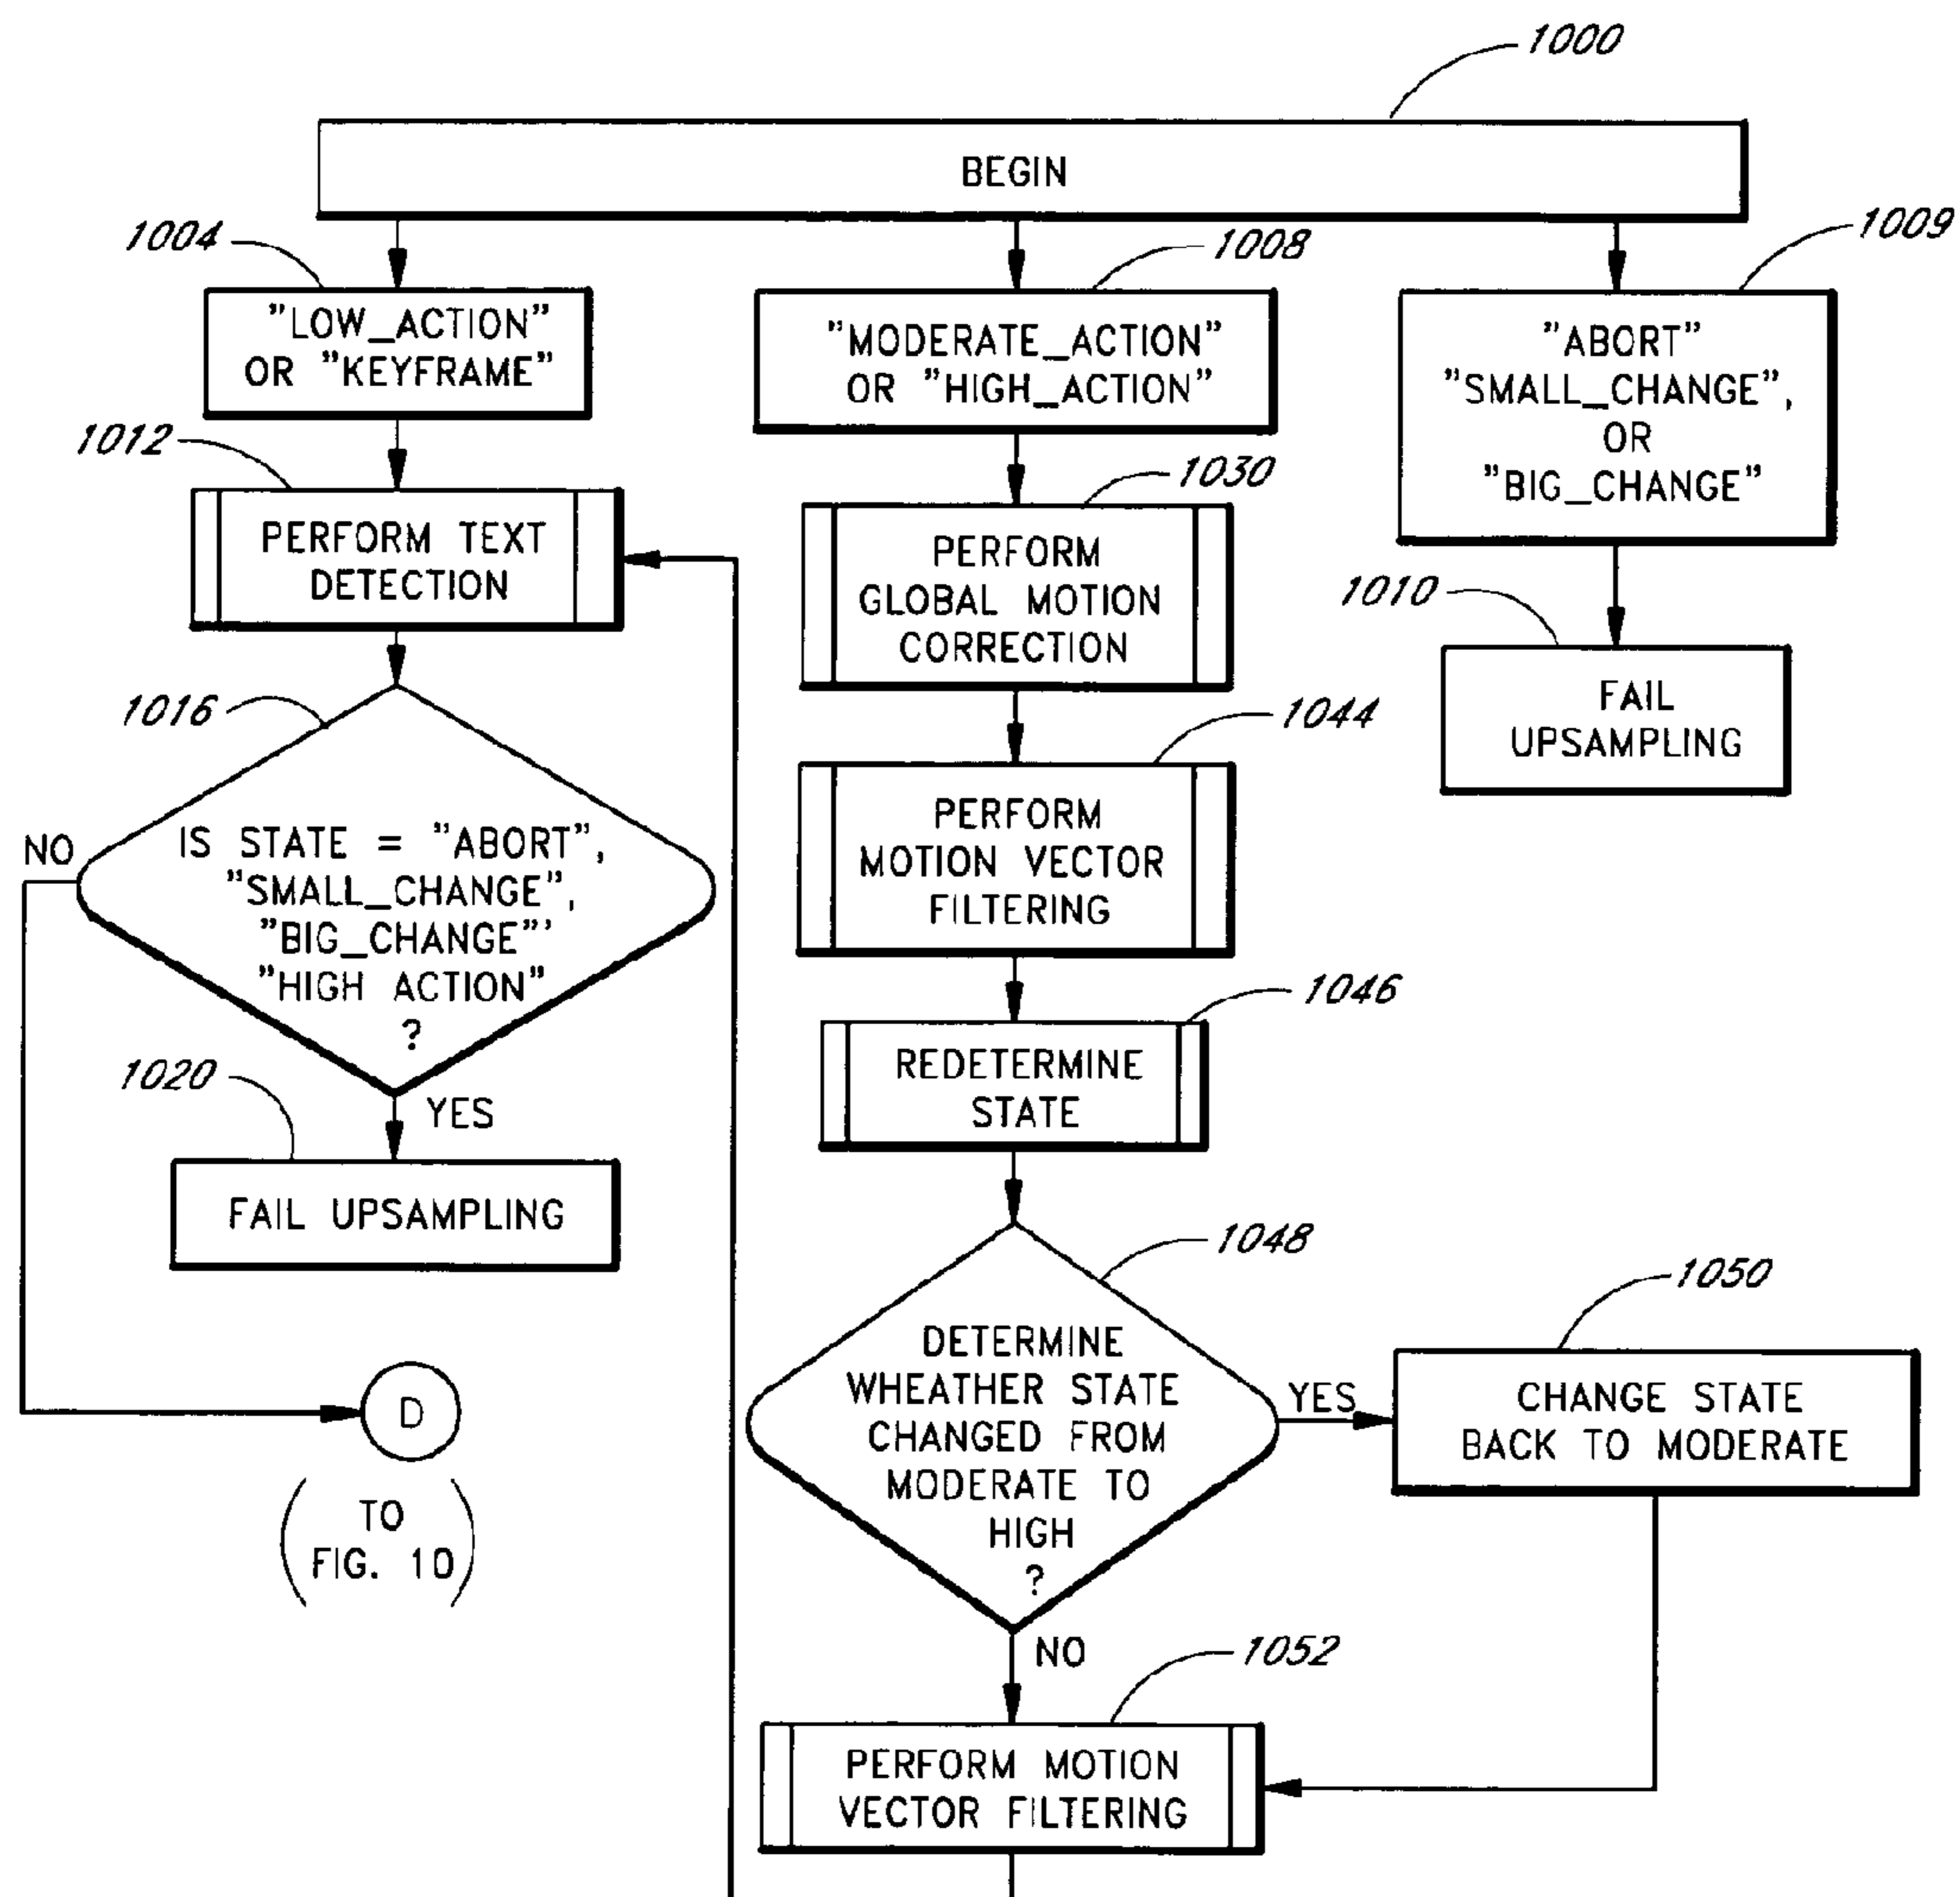 1000
BEGIN
1004
"LOW_ACTION"
OR "KEYFRAME"
1008
"MODERATE_ACTION"
OR "HIGH_ACTION"
1009
"ABORT"
"SMALL_CHANGE",
OR
"BIG_CHANGE"
1012
PERFORM TEXT
DETECTION
1030
PERFORM
GLOBAL MOTION
CORRECTION
1010
FAIL
UPSAMPLING
1016
NO
IS STATE = "ABORT",
"SMALL_CHANGE",
"BIG_CHANGE"'
"HIGH ACTION"
?
YES
1044
PERFORM
MOTION VECTOR
FILTERING
1020
FAIL UPSAMPLING
1046
REDETERMINE
STATE
D
TO
FIG. 10
1048
DETERMINE
WHEATHER STATE
CHANGED FROM
MODERATE TO
HIGH
?
YES
1050
CHANGE STATE
BACK TO MODERATE
NO
1052
PERFORM MOTION
VECTOR FILTERING